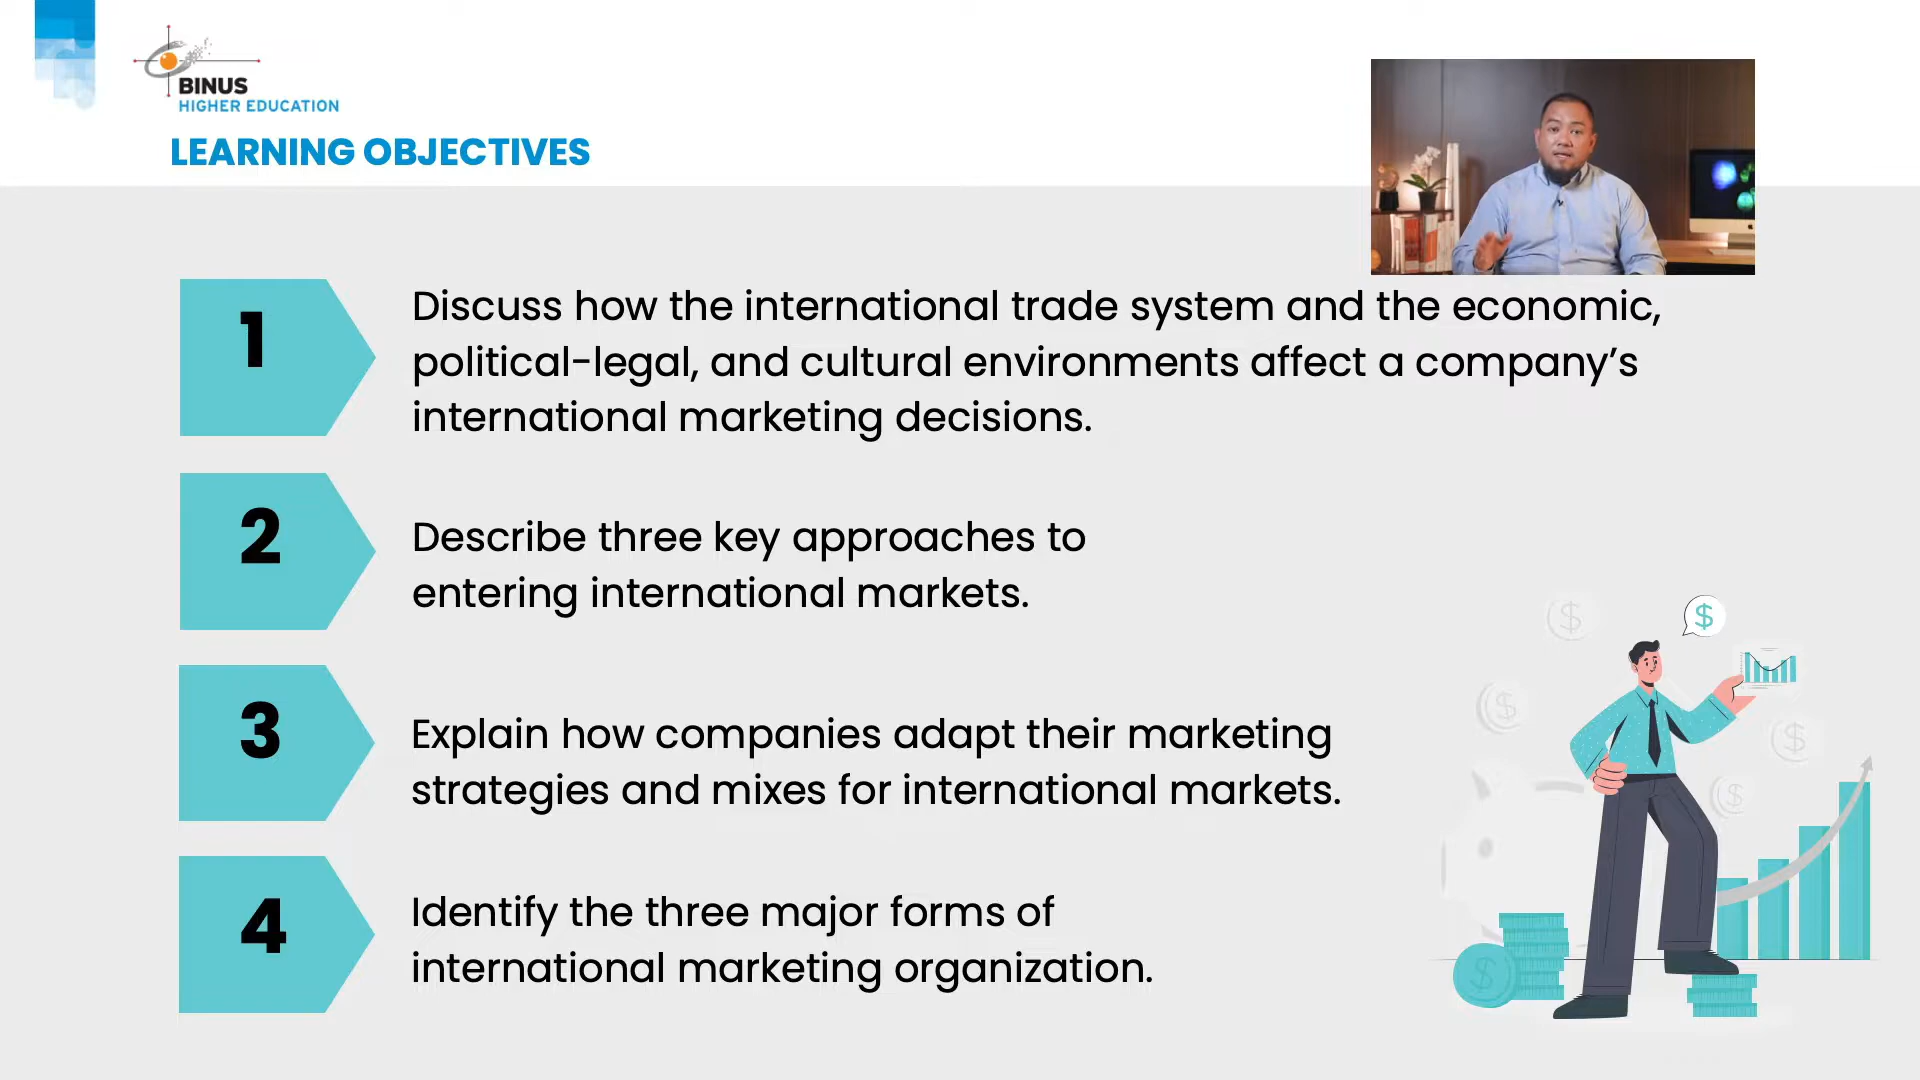 BINUS
HIGHER EDUCATION
LEARNING OBJECTIVES
1
Discuss how the international trade system and the economic,
political-legal, and cultural environments affect a company's
international marketing decisions.
2
Describe three key approaches to
entering international markets.
3
Explain how companies adapt their marketing
strategies and mixes for international markets.
4
Identify the three major forms of
international marketing organization.